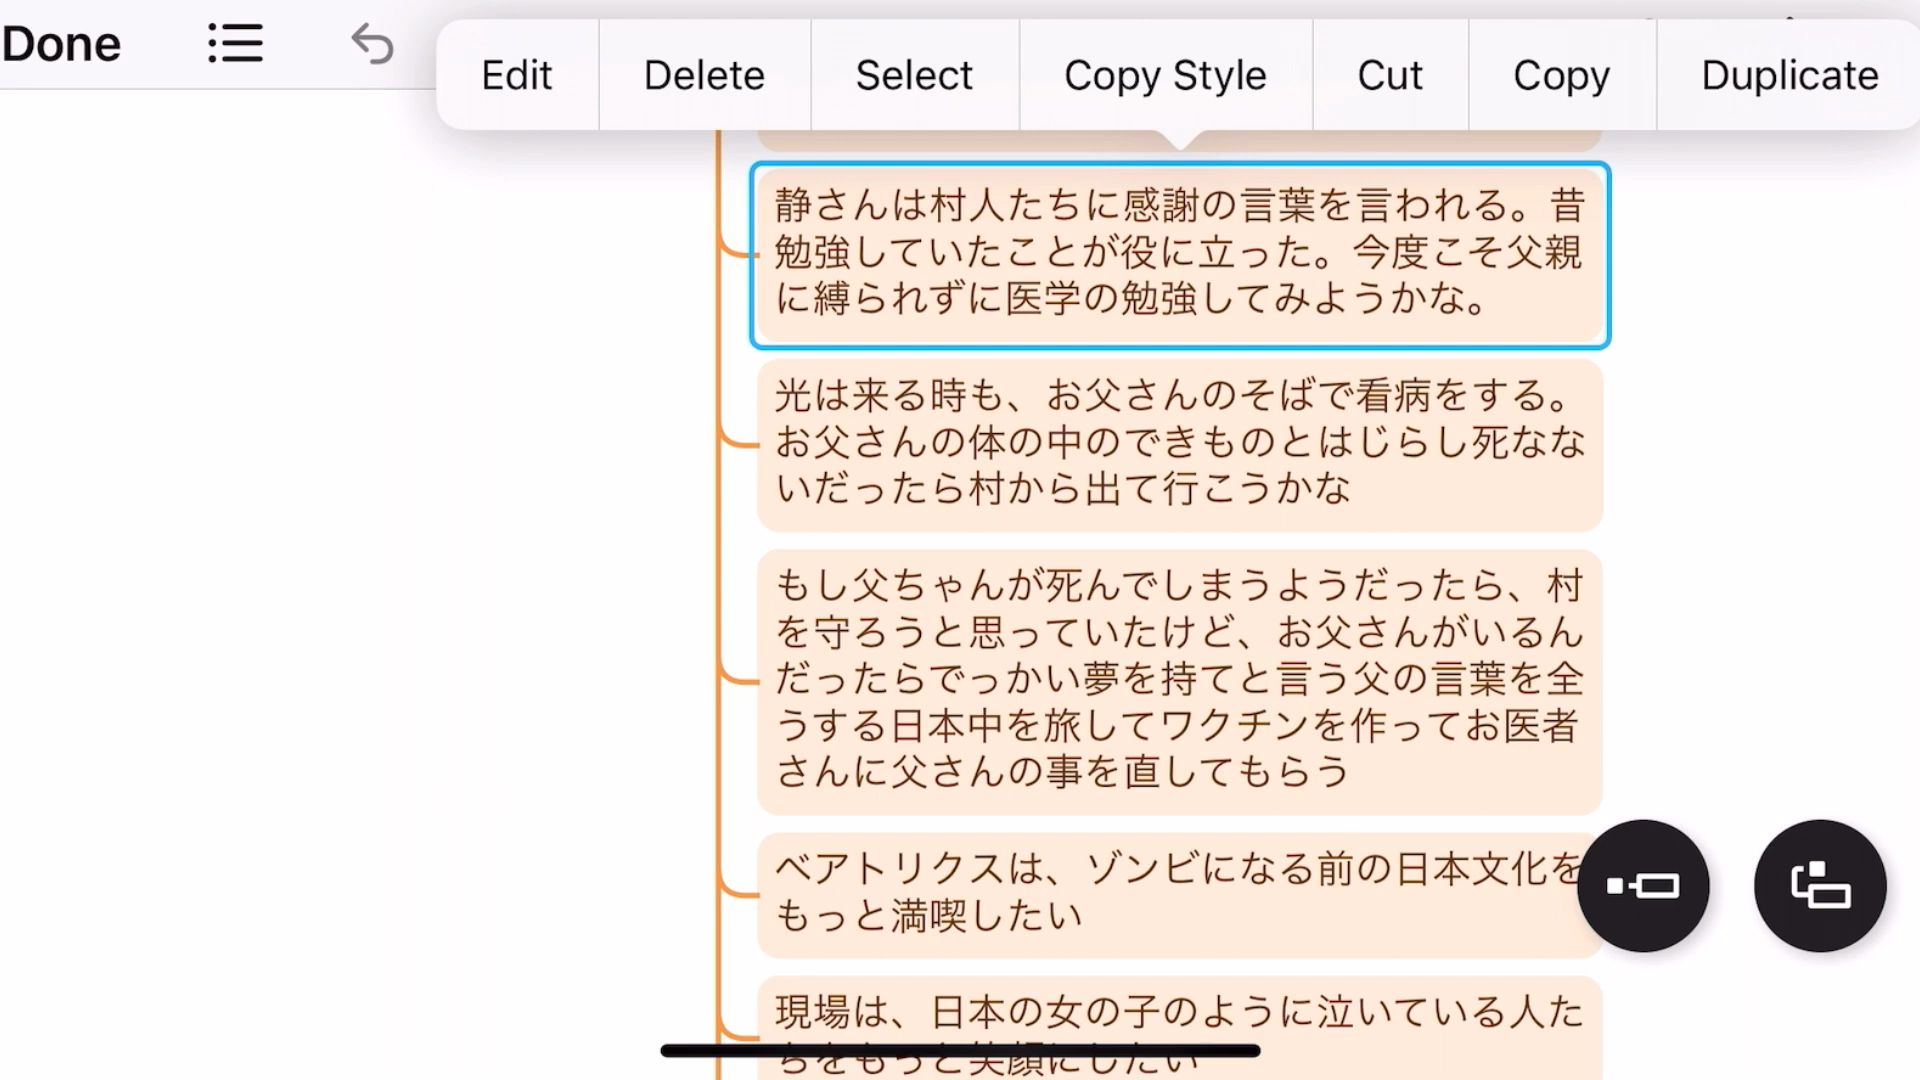 Done
Edit
Delete
Select
Copy Style
Cut
Copy
Duplicate
静さんは村人たちに感謝の言葉を言われる。昔
勉強していたことが役に立った。今度こそ父親
に縛られずに医学の勉強してみようかな。
光は来る時も、お父さんのそばで看病をする。
お父さんの体の中のできものとはじらし死なな
いだったら村から出て行こうかな
もし父ちゃんが死んでしまうようだったら、村
を守ろうと思っていたけど、お父さんがいるん
だったらでっかい夢を持てと言う父の言葉を全
うする日本中を旅してワクチンを作ってお医者
さんに父さんの事を直してもらう
ベアトリクスは、ゾンビになる前の日本文化を
もっと満喫したい
現場は、日本の女の子のように泣いている人た
ちをもっと笑顔にしたい